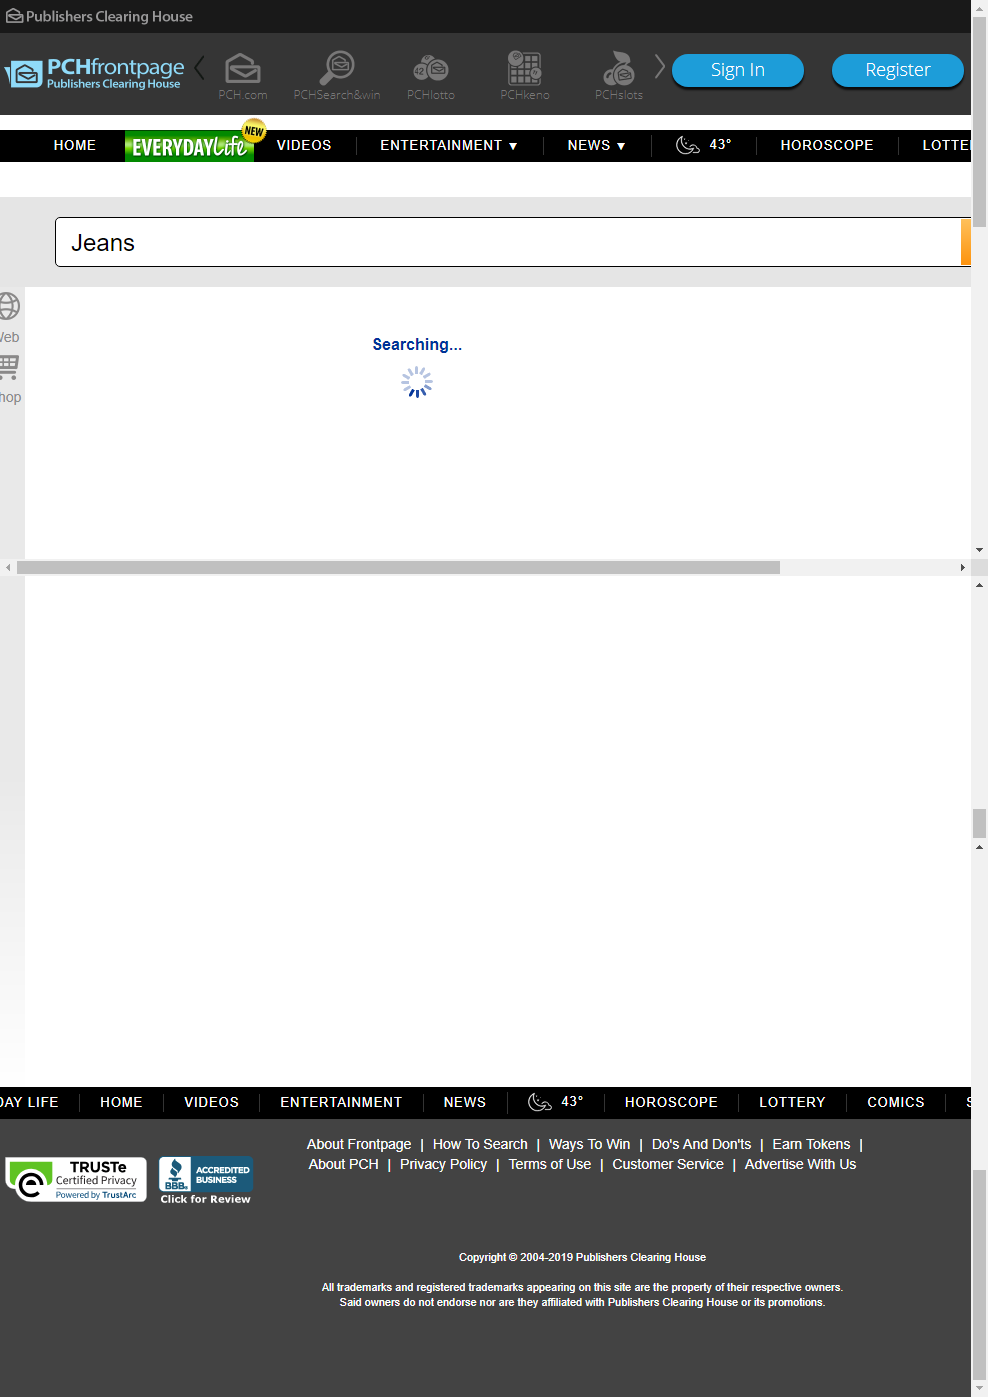 Publishers Clearing House
PCHfrontpage
Publishers Clearing House
PCH.com
PCHSearch&win
PCHlotto
PCHkeno
PCHslots
Sign In
Register
HOME
EVERYDAY Life
NEW
VIDEOS
ENTERTAINMENT ▼
NEWS ▼
43°
HOROSCOPE
LOTTE
Jeans
Web
Searching...
hop
DAY LIFE
HOME
VIDEOS
ENTERTAINMENT
NEWS
43°
HOROSCOPE
LOTTERY
COMICS
S
About Frontpage | How To Search | Ways To Win | Do's And Don'ts | Earn Tokens |
About PCH | Privacy Policy | Terms of Use | Customer Service | Advertise With Us
TRUSTe
Certified Privacy
Powered by TrustArc
BBB.
ACCREDITED
BUSINESS
Click for Review
Copyright © 2004-2019 Publishers Clearing House
All trademarks and registered trademarks appearing on this site are the property of their respective owners.
Said owners do not endorse nor are they affiliated with Publishers Clearing House or its promotions.